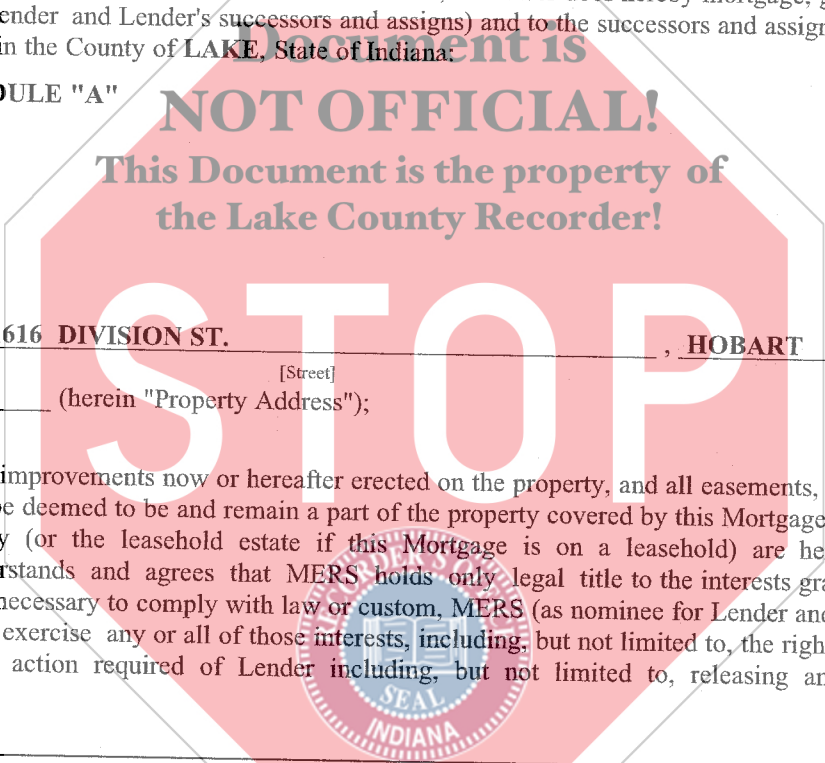 ender and Lender's successors and assigns) and to the successors and assign
in the County of LAKE, State of Indiana:
Document is
ULE "A"
NOT OFFICIAL!
This Document is the property of
the Lake County Recorder!
STOP
616 DIVISION ST. , HOBART
[Street]
(herein "Property Address");
improvements now or hereafter erected on the property, and all easements,
e deemed to be and remain a part of the property covered by this Mortgage
y (or the leasehold estate if this Mortgage is on a leasehold) are he
rstands and agrees that MERS holds only legal title to the interests gra
necessary to comply with law or custom, MERS (as nominee for Lender and
exercise any or all of those interests, including, but not limited to, the righ
action required of Lender including, but not limited to, releasing an
SEAL
INDIANA